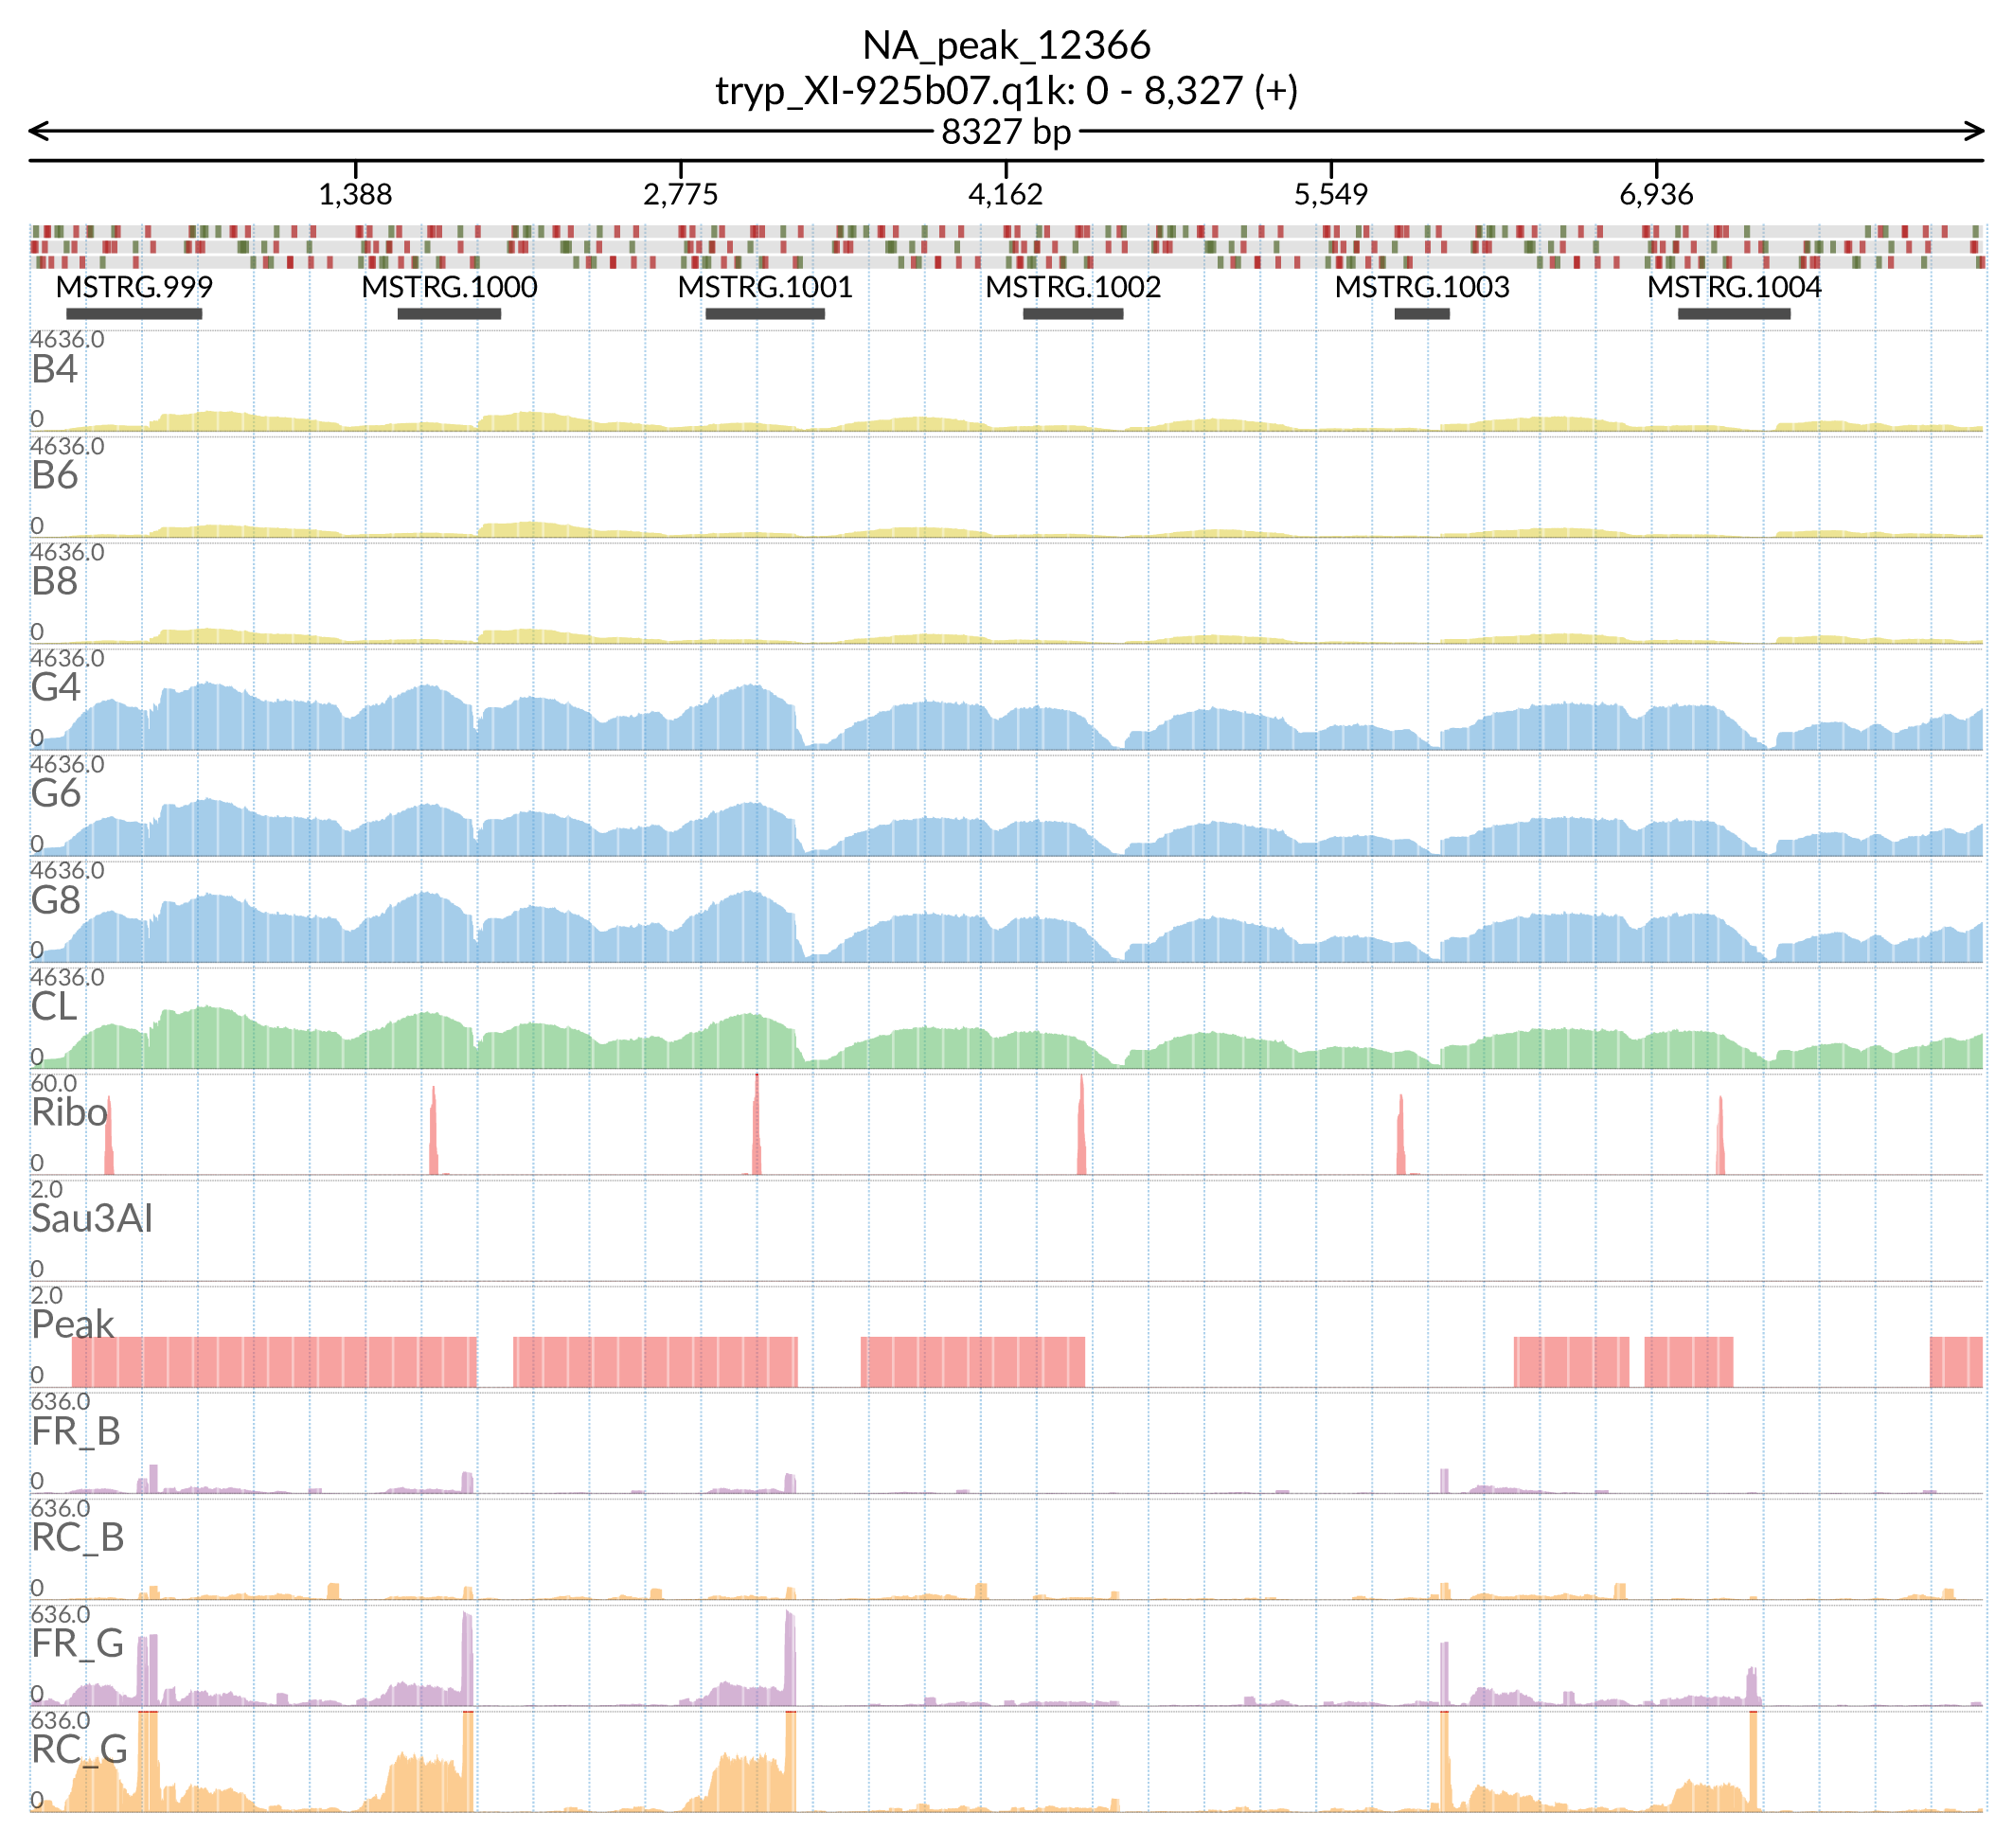 NA_peak_12366
tryp_XI-925b07.q1k: 0 - 8,327 (+)
8327 bp
1,388 2,775 4,162 5,549 6,936
MSTRG.999 MSTRG.1000 MSTRG.1001 MSTRG.1002 MSTRG.1003 MSTRG.1004
4636.0
B4
0
4636.0
B6
0
4636.0
B8
0
4636.0
G4
0
4636.0
G6
0
4636.0
G8
0
4636.0
CL
0
60.0
Ribo
0
2.0
Sau3AI
0
2.0
Peak
0
636.0
FR_B
0
636.0
RC_B
0
636.0
FR_G
0
636.0
RC_G
0